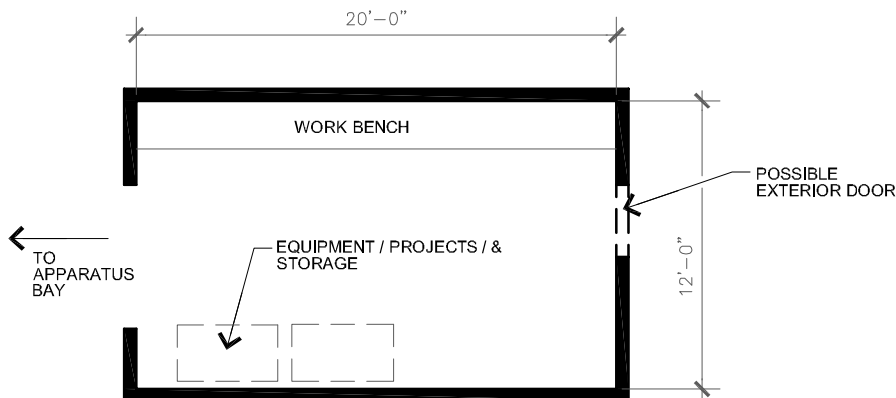 20'-0"
WORK BENCH
POSSIBLE
EXTERIOR DOOR
EQUIPMENT / PROJECTS / &
STORAGE
TO
APPARATUS
BAY
12'-0"